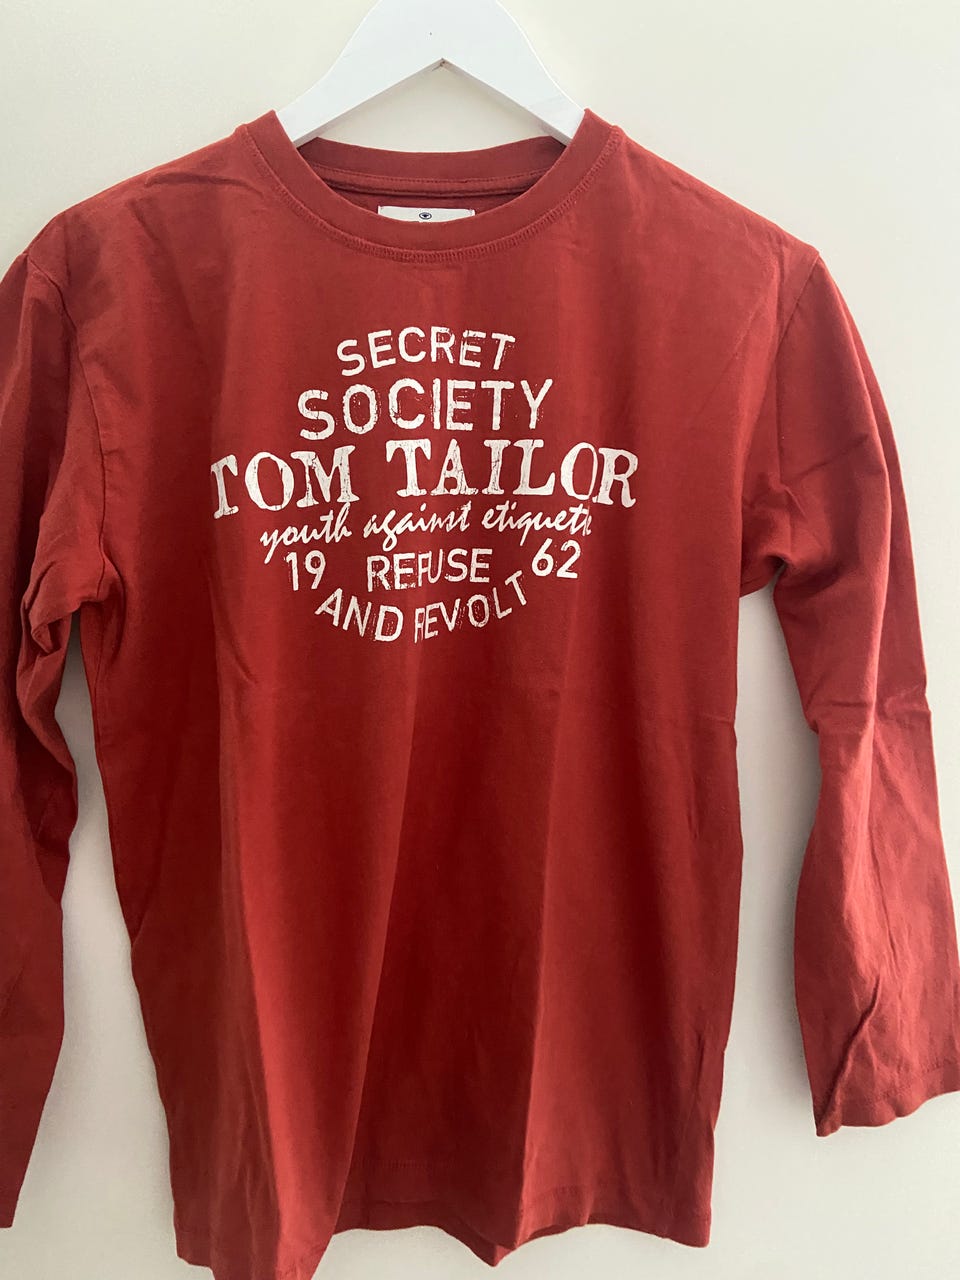 SECRET
SOCIETY
TOM TAILOR
youth against etiquette
19 REFUSE 62
AND REVOLT